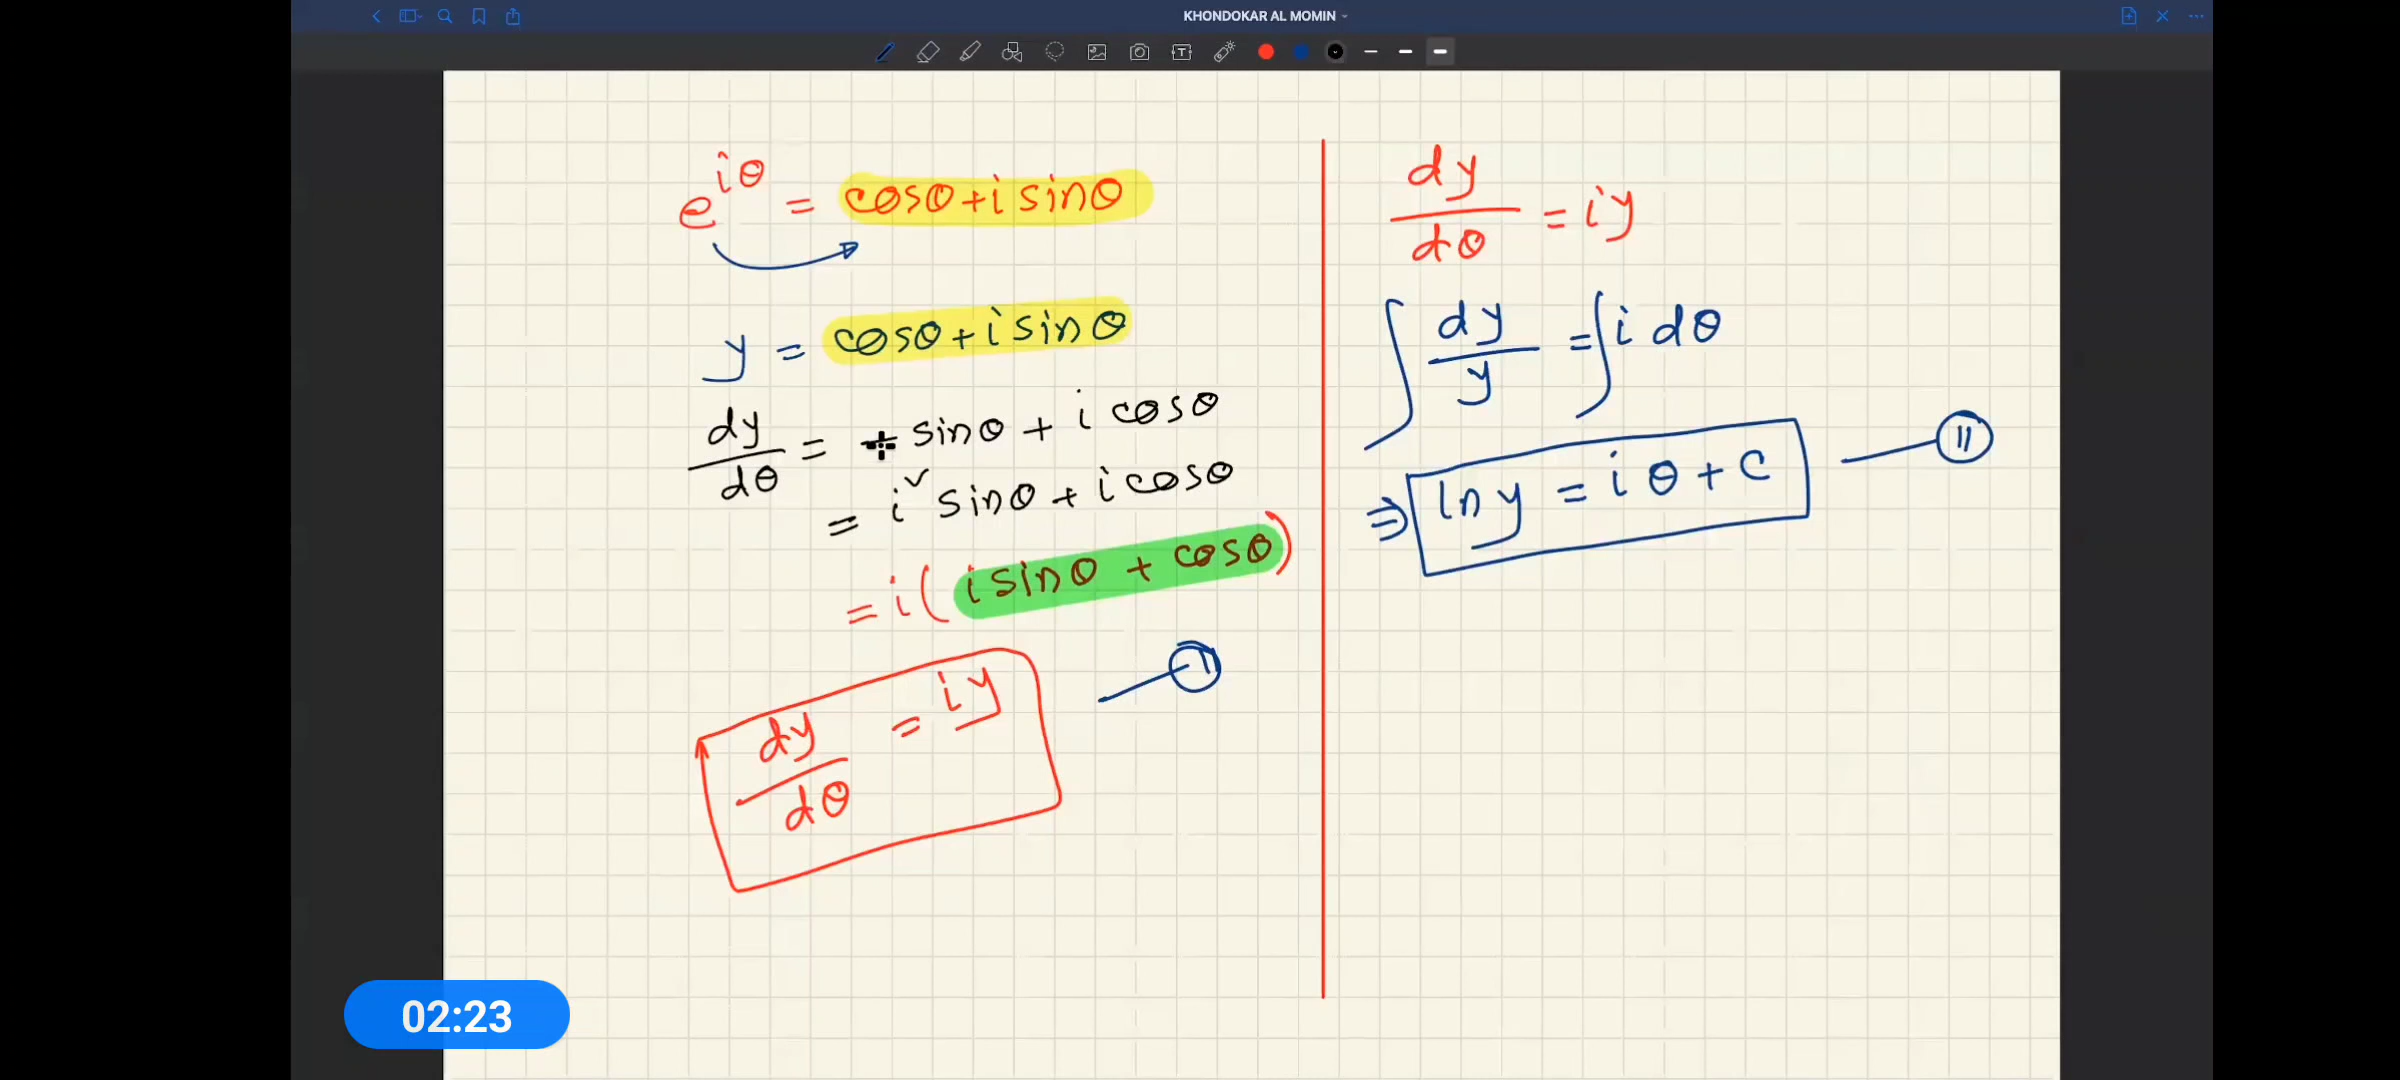 KHONDOKAR AL MOMIN
e^{iθ} = cosθ + i sinθ
y = cosθ + i sinθ
dy/dθ = - sinθ + i cosθ
= i² sinθ + i cosθ
= i (i sinθ + cosθ)
dy/dθ = iy
dy/dθ = iy
∫ dy/y = ∫ i dθ
⇒ ln y = iθ + c — 11
02:23